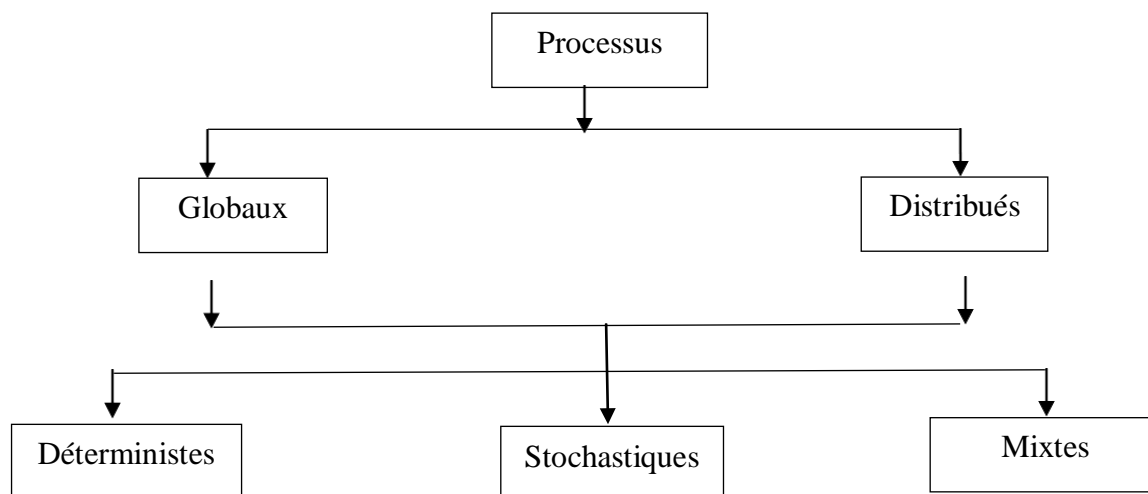 Processus
Globaux
Distribués
Déterministes
Stochastiques
Mixtes